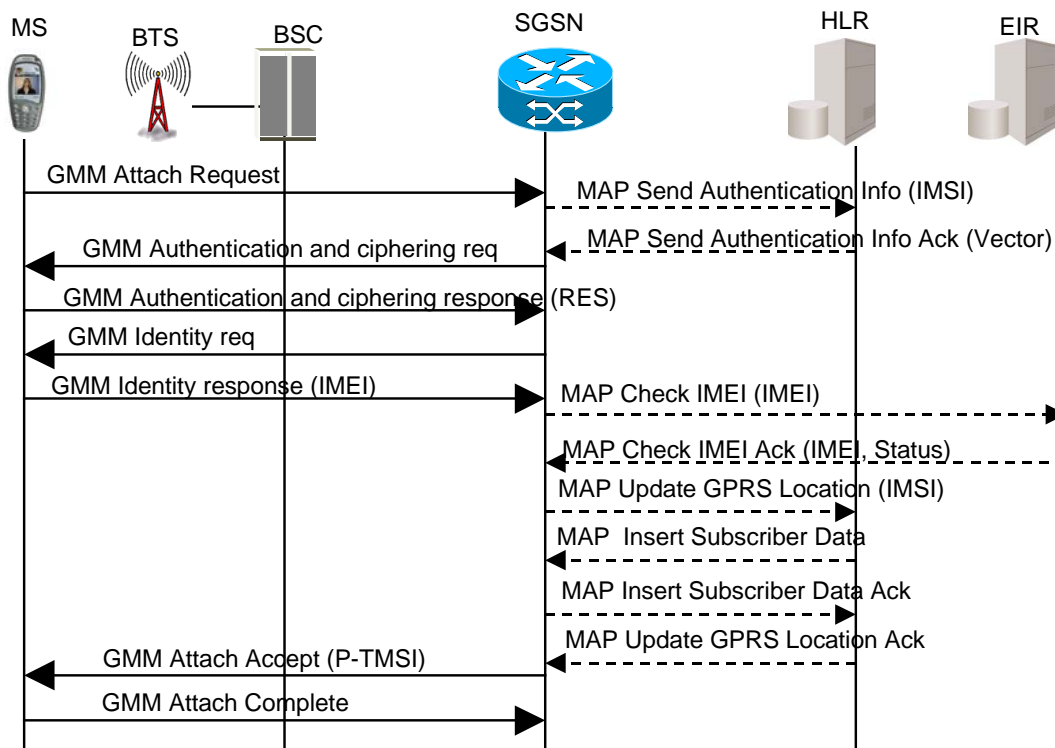 MS
BTS
BSC
SGSN
HLR
EIR
GMM Attach Request
MAP Send Authentication Info (IMSI)
MAP Send Authentication Info Ack (Vector)
GMM Authentication and ciphering req
GMM Authentication and ciphering response (RES)
GMM Identity req
GMM Identity response (IMEI)
MAP Check IMEI (IMEI)
MAP Check IMEI Ack (IMEI, Status)
MAP Update GPRS Location (IMSI)
MAP  Insert Subscriber Data
MAP Insert Subscriber Data Ack
MAP Update GPRS Location Ack
GMM Attach Accept (P-TMSI)
GMM Attach Complete